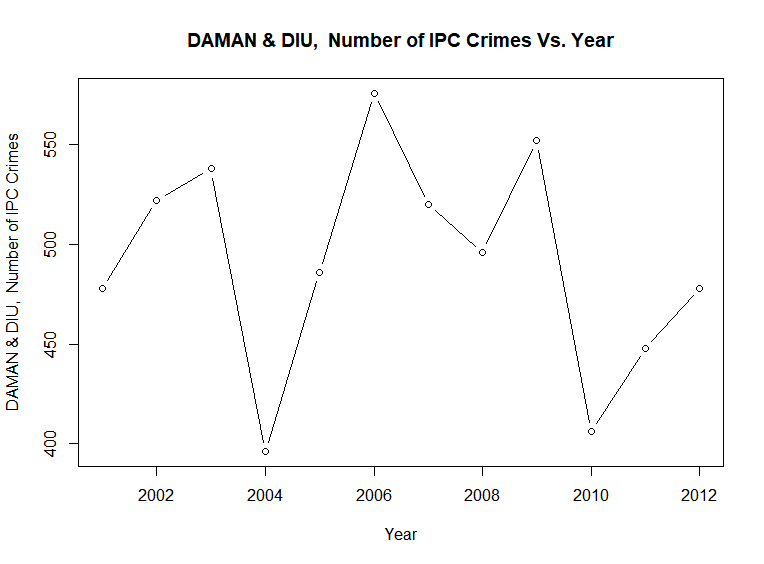 DAMAN & DIU,  Number of IPC Crimes Vs. Year
DAMAN & DIU,  Number of IPC Crimes
550
500
450
400
2002 2004 2006 2008 2010 2012
Year